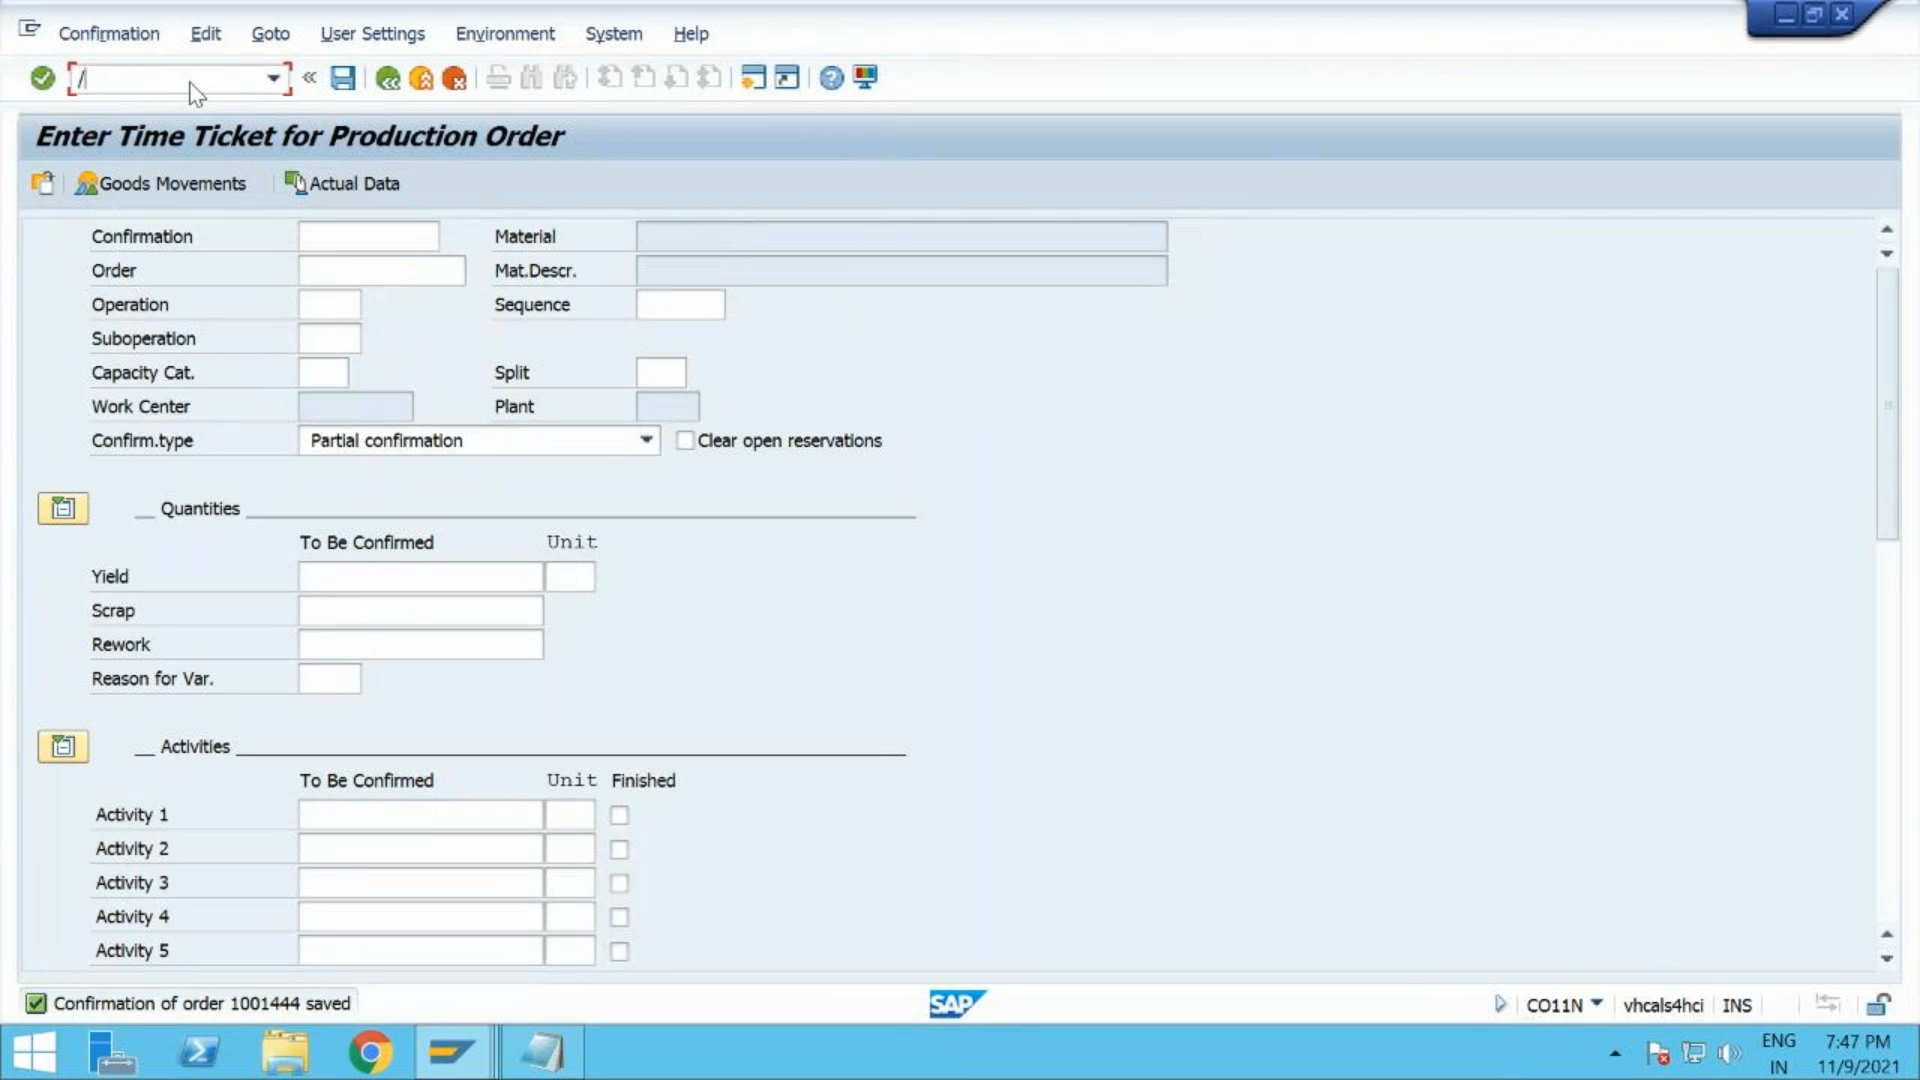 Confirmation Edit Goto User Settings Environment System Help
/
Enter Time Ticket for Production Order
Goods Movements Actual Data
Confirmation Material
Order Mat.Descr.
Operation Sequence
Suboperation
Capacity Cat. Split
Work Center Plant
Confirm.type Partial confirmation Clear open reservations
Quantities
To Be Confirmed Unit
Yield
Scrap
Rework
Reason for Var.
Activities
To Be Confirmed Unit Finished
Activity 1
Activity 2
Activity 3
Activity 4
Activity 5
Confirmation of order 1001444 saved SAP CO11N vhcals4hci INS
ENG 7:47 PM
IN 11/9/2021